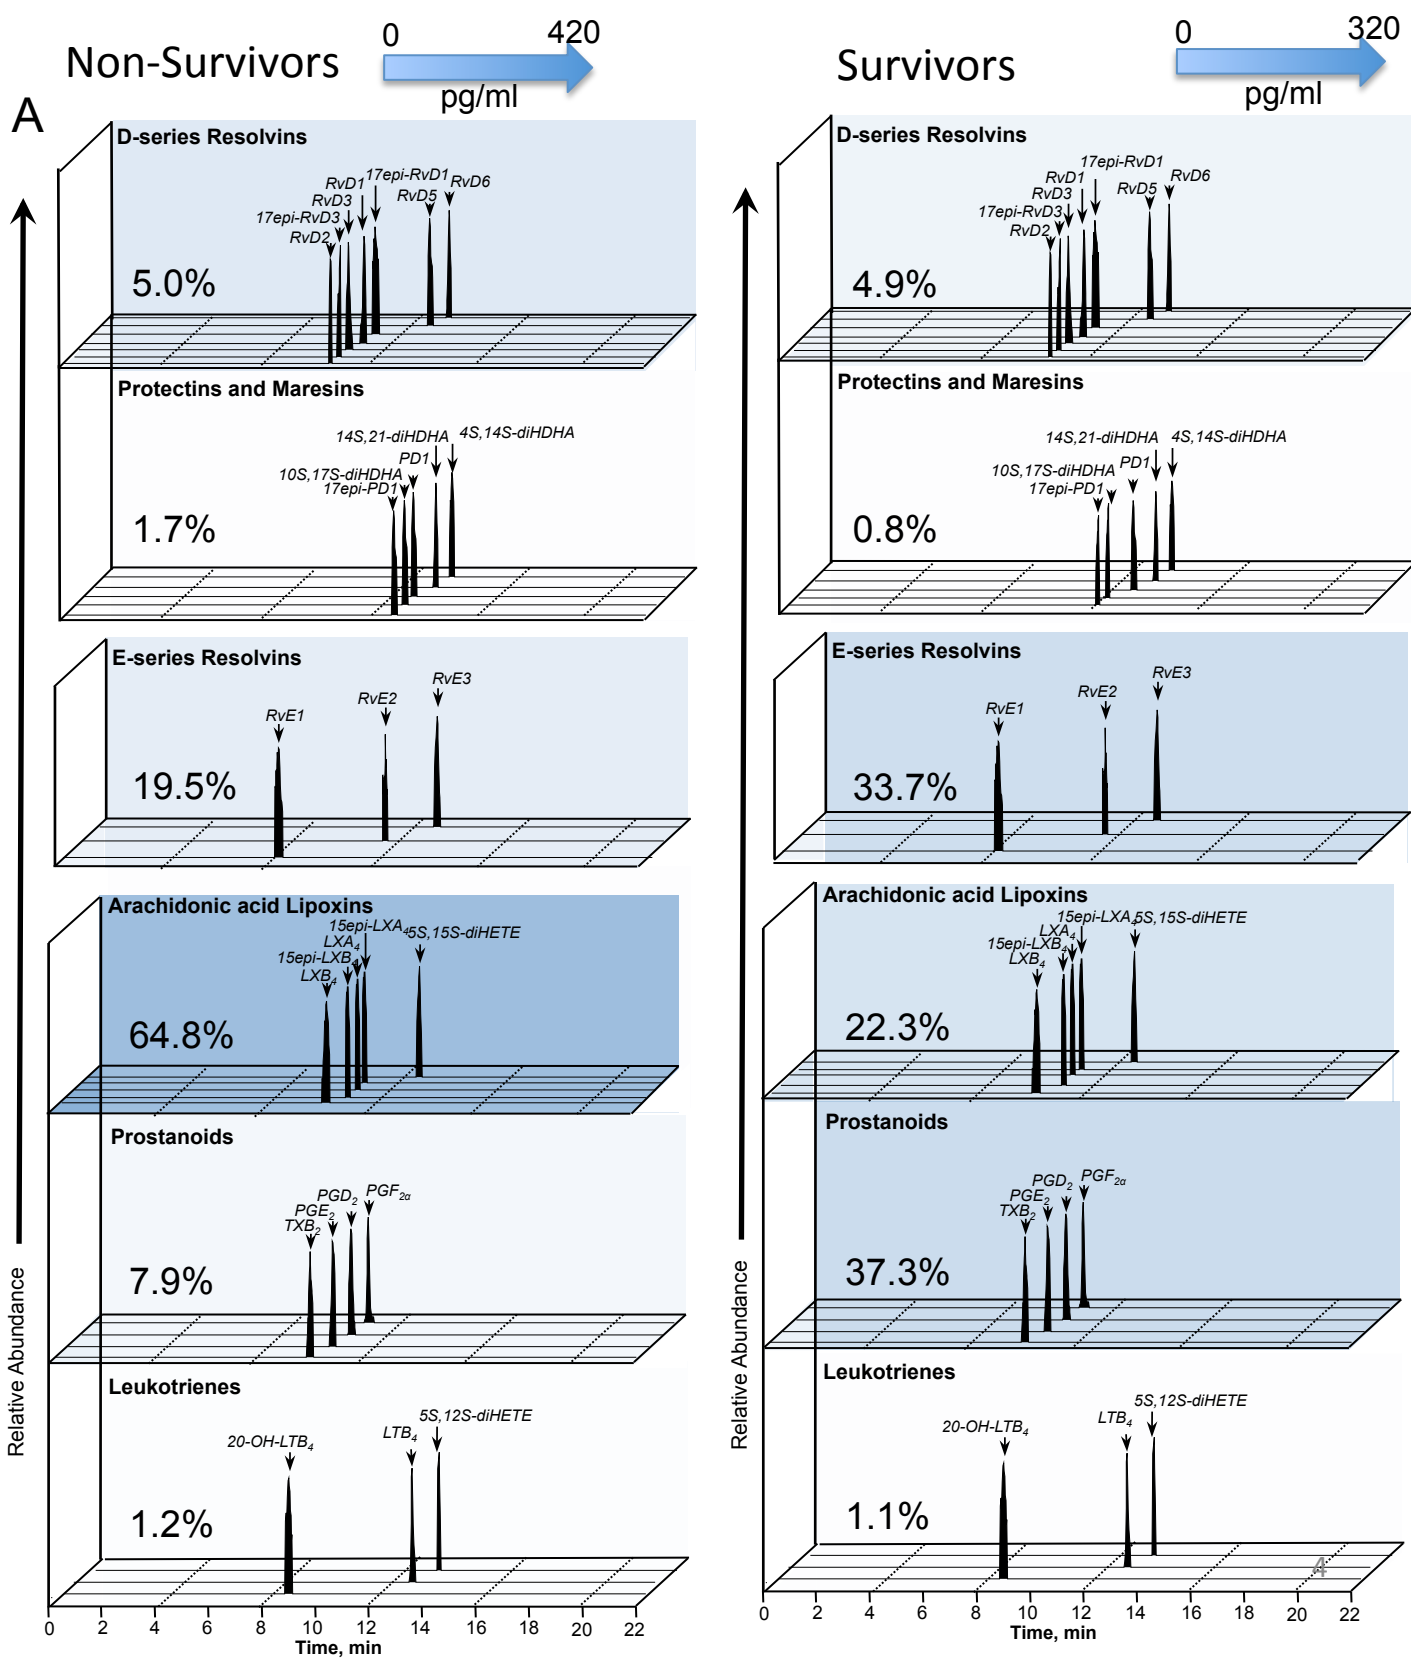 Non-Survivors
0 420
pg/ml
Survivors
0 320
pg/ml
A
D-series Resolvins
17epi-RvD1
RvD1
RvD6
RvD3
RvD5
17epi-RvD3
RvD2
5.0%
Protectins and Maresins
14S,21-diHDHA
4S,14S-diHDHA
PD1
10S,17S-diHDHA
17epi-PD1
1.7%
E-series Resolvins
RvE3
RvE2
RvE1
19.5%
Arachidonic acid Lipoxins
15epi-LXA4
5S,15S-diHETE
LXA4
15epi-LXB4
LXB4
64.8%
Prostanoids
PGF2α
PGD2
PGE2
TXB2
7.9%
Leukotrienes
5S,12S-diHETE
LTB4
20-OH-LTB4
1.2%
0 2 4 6 8 10 12 14 16 18 20 22
Time, min
Relative Abundance
D-series Resolvins
17epi-RvD1
RvD1
RvD6
RvD3
RvD5
17epi-RvD3
RvD2
4.9%
Protectins and Maresins
14S,21-diHDHA
4S,14S-diHDHA
PD1
10S,17S-diHDHA
17epi-PD1
0.8%
E-series Resolvins
RvE3
RvE2
RvE1
33.7%
Arachidonic acid Lipoxins
15epi-LXA4
5S,15S-diHETE
LXA4
15epi-LXB4
LXB4
22.3%
Prostanoids
PGF2α
PGD2
PGE2
TXB2
37.3%
Leukotrienes
5S,12S-diHETE
LTB4
20-OH-LTB4
1.1%
4
0 2 4 6 8 10 12 14 16 18 20 22
Time, min
Relative Abundance